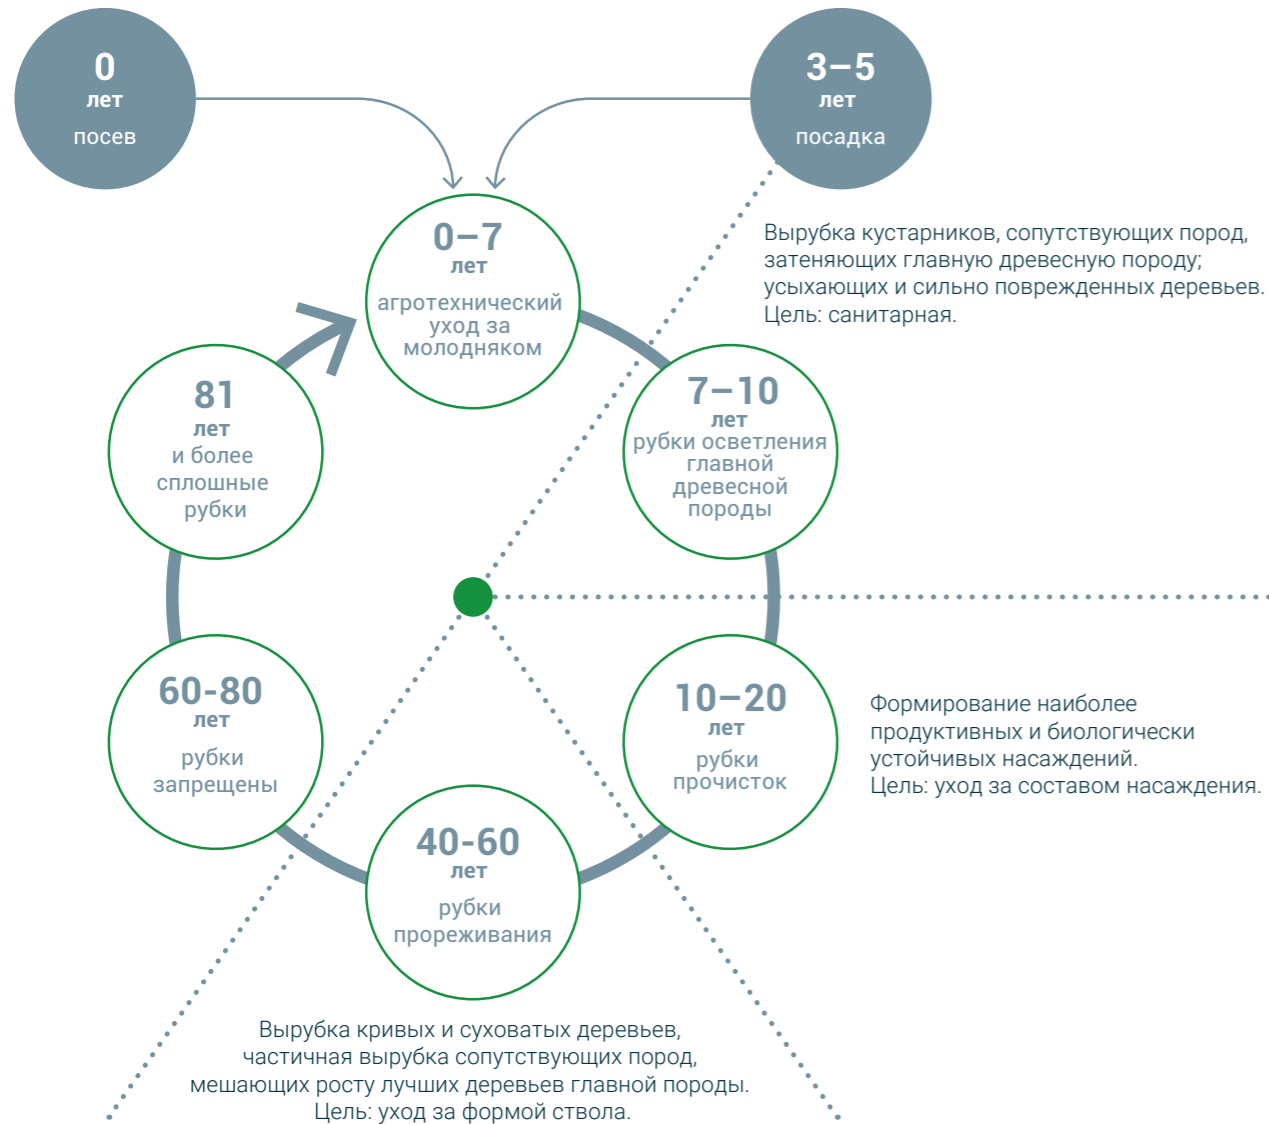 0
лет
посев
3–5
лет
посадка
0–7
лет
агротехнический
уход за
молодняком
Вырубка кустарников, сопутствующих пород,
затеняющих главную древесную породу;
усыхающих и сильно поврежденных деревьев.
Цель: санитарная.
7–10
лет
рубки осветления
главной
древесной
породы
10–20
лет
рубки
прочисток
Формирование наиболее
продуктивных и биологически
устойчивых насаждений.
Цель: уход за составом насаждения.
40-60
лет
рубки
прореживания
Вырубка кривых и суховатых деревьев,
частичная вырубка сопутствующих пород,
мешающих росту лучших деревьев главной породы.
Цель: уход за формой ствола.
60-80
лет
рубки
запрещены
81
лет
и более
сплошные
рубки